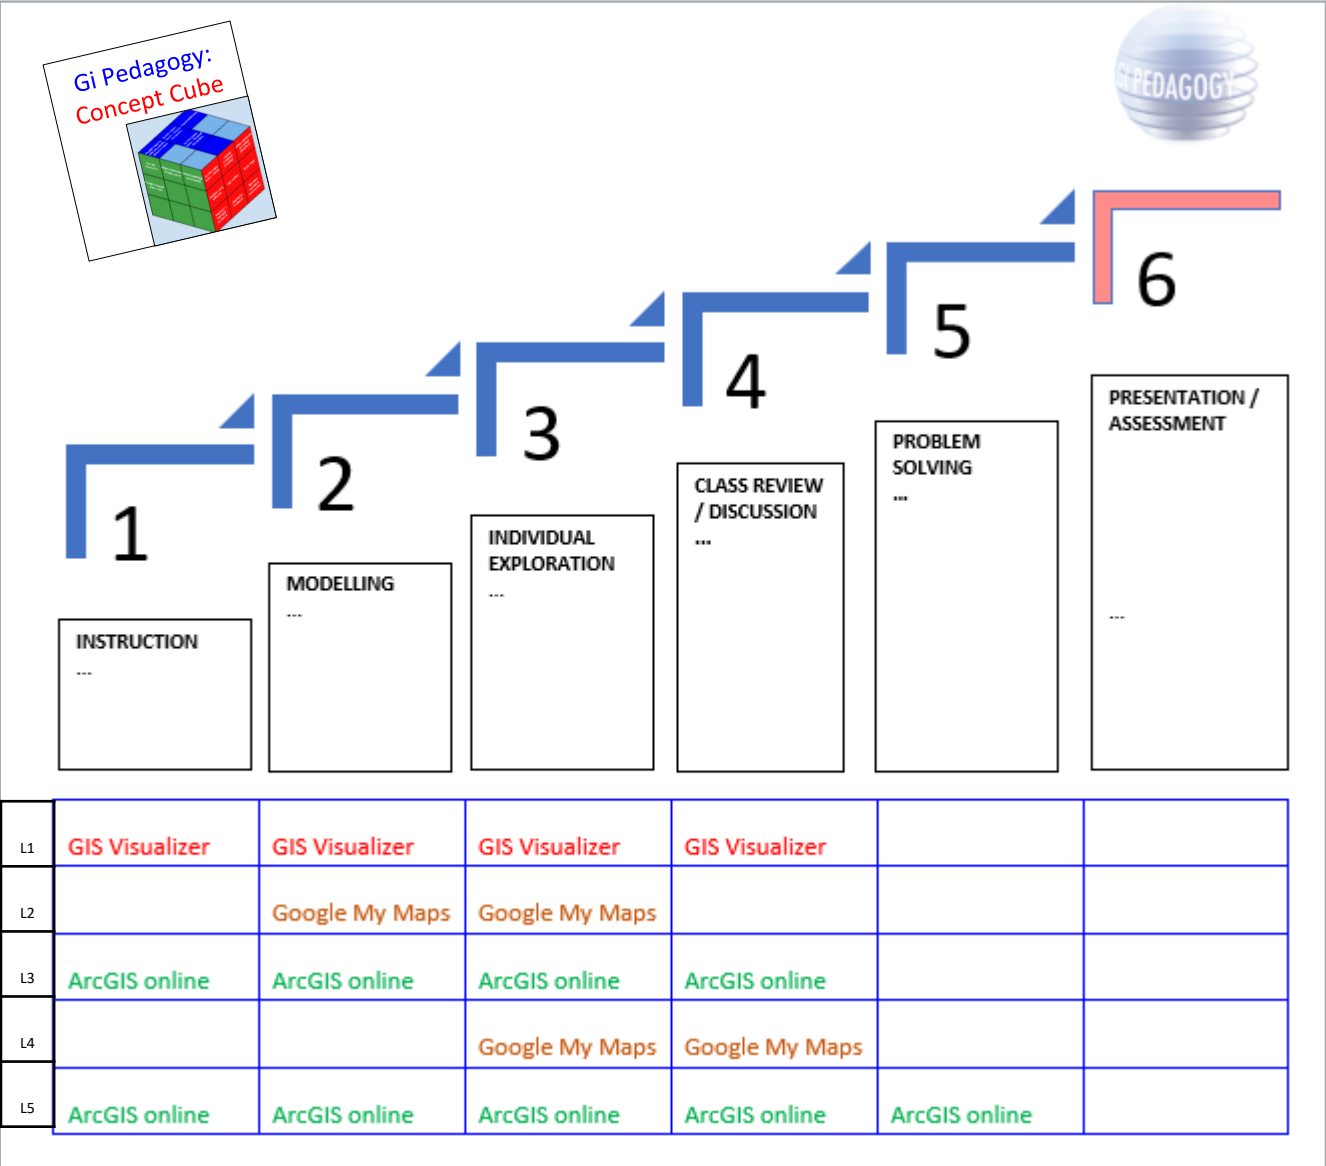 Gi Pedagogy:
Concept Cube
GI PEDAGOGY
1
2
3
4
5
6
INSTRUCTION
...
MODELLING
...
INDIVIDUAL
EXPLORATION
...
CLASS REVIEW
/ DISCUSSION
...
PROBLEM
SOLVING
...
PRESENTATION /
ASSESSMENT
...
L1 GIS Visualizer GIS Visualizer GIS Visualizer GIS Visualizer
L2 Google My Maps Google My Maps
L3 ArcGIS online ArcGIS online ArcGIS online ArcGIS online
L4 Google My Maps Google My Maps
L5 ArcGIS online ArcGIS online ArcGIS online ArcGIS online ArcGIS online